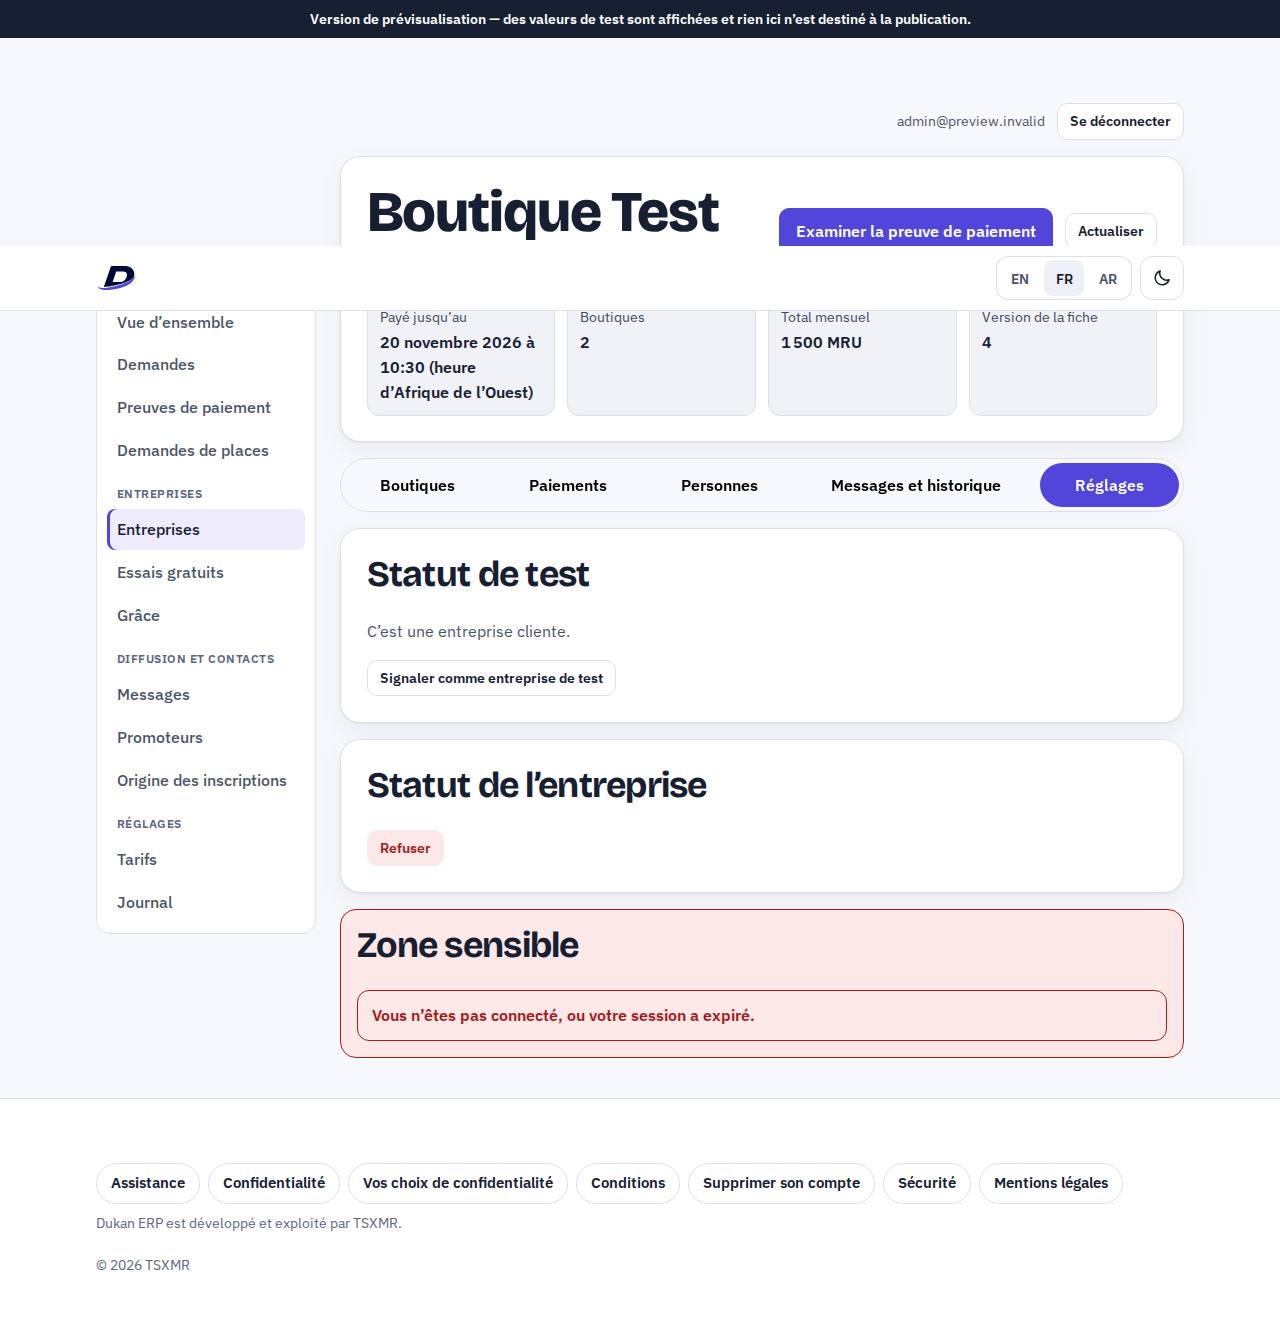 Version de prévisualisation — des valeurs de test sont affichées et rien ici n’est destiné à la publication.
admin@preview.invalid
Se déconnecter
Boutique Test
Examiner la preuve de paiement
Actualiser
EN
FR
AR
Vue d’ensemble
Demandes
Preuves de paiement
Demandes de places
ENTREPRISES
Entreprises
Essais gratuits
Grâce
DIFFUSION ET CONTACTS
Messages
Promoteurs
Origine des inscriptions
RÉGLAGES
Tarifs
Journal
Payé jusqu’au
20 novembre 2026 à
10:30 (heure
d’Afrique de l’Ouest)
Boutiques
2
Total mensuel
1 500 MRU
Version de la fiche
4
Boutiques
Paiements
Personnes
Messages et historique
Réglages
Statut de test
C’est une entreprise cliente.
Signaler comme entreprise de test
Statut de l’entreprise
Refuser
Zone sensible
Vous n’êtes pas connecté, ou votre session a expiré.
Assistance
Confidentialité
Vos choix de confidentialité
Conditions
Supprimer son compte
Sécurité
Mentions légales
Dukan ERP est développé et exploité par TSXMR.
© 2026 TSXMR